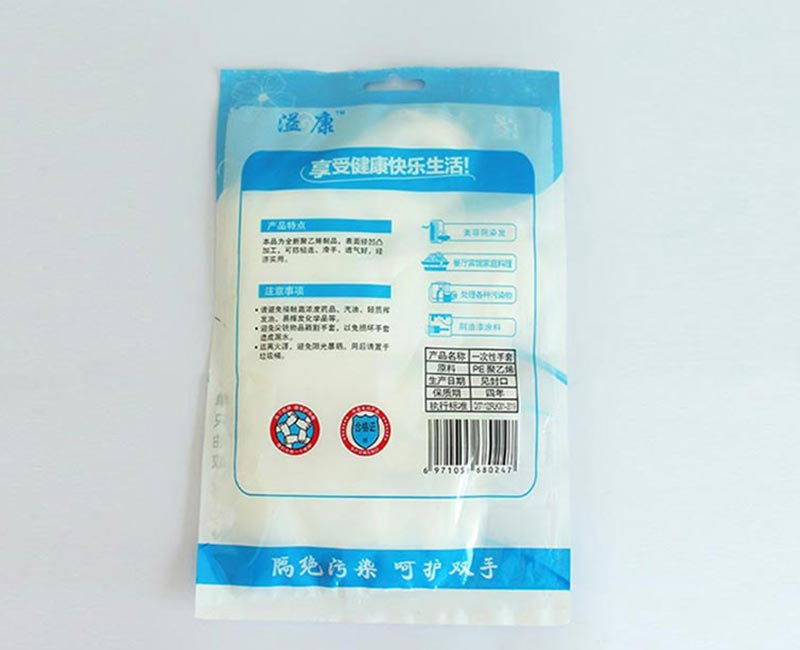 溢康™
享受健康快乐生活!
产品特点
本品为全新聚乙烯制品，表面经凹凸
加工，可防粘连、滑手，透气好，经
济实用。
注意事项
• 请避免接触高浓度药品、汽油、轻质挥
发油、易挥发化学品等。
• 避免尖锐物品戳割手套，以免损坏手套
造成漏水。
• 远离火源，避免阳光暴晒。用后请置于
垃圾桶。
美容院染发
餐厅宾馆家庭料理
处理各种污染物
刷油漆涂料
产品名称 一次性手套
原料 PE 聚乙烯
生产日期 见封口
保质期 四年
执行标准
合格证
6 971051 680247
隔绝污染 呵护双手